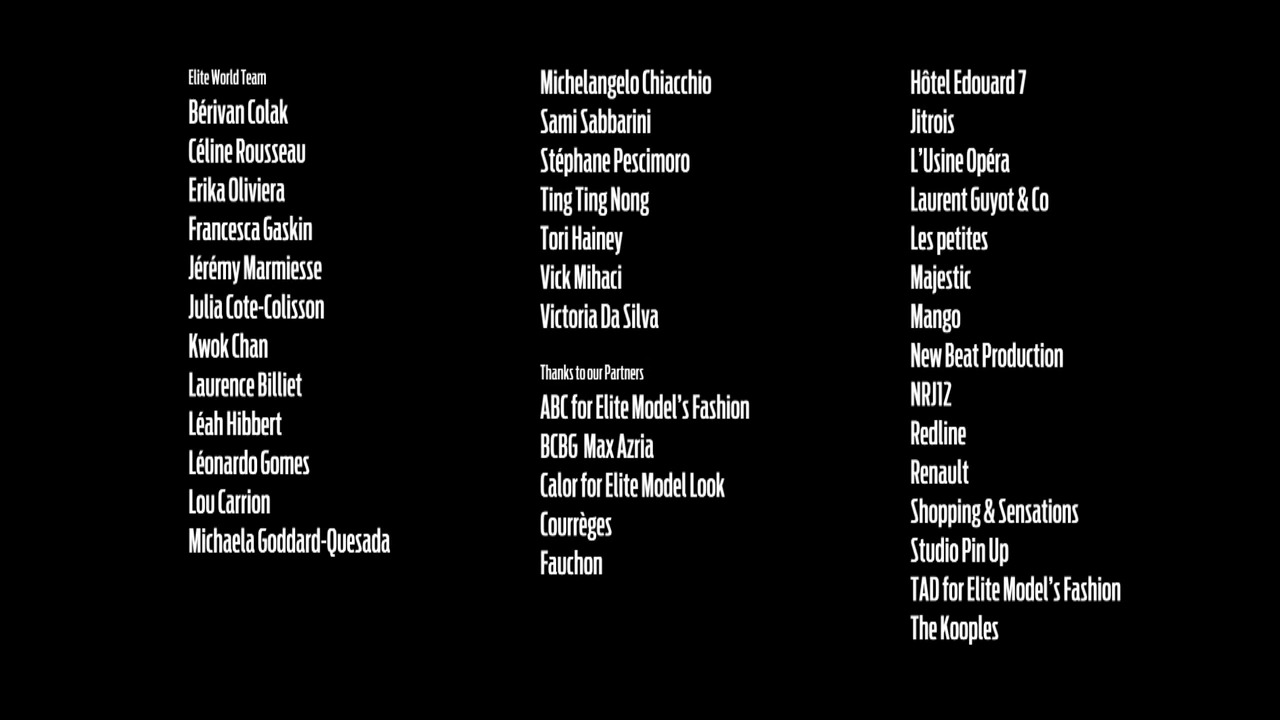 Elite World Team
Bérivan Colak
Céline Rousseau
Erika Oliviera
Francesca Gaskin
Jérémy Marmiesse
Julia Cote-Colisson
Kwok Chan
Laurence Billiet
Léah Hibbert
Léonardo Gomes
Lou Carrion
Michaela Goddard-Quesada
Michelangelo Chiacchio
Sami Sabbarini
Stéphane Pescimoro
Ting Ting Nong
Tori Hainey
Vick Mihaci
Victoria Da Silva
Thanks to our Partners
ABC for Elite Model’s Fashion
BCBG Max Azria
Calor for Elite Model Look
Courrèges
Fauchon
Hôtel Edouard 7
Jitrois
L’Usine Opéra
Laurent Guyot & Co
Les petites
Majestic
Mango
New Beat Production
NRJ12
Redline
Renault
Shopping & Sensations
Studio Pin Up
TAD for Elite Model’s Fashion
The Kooples